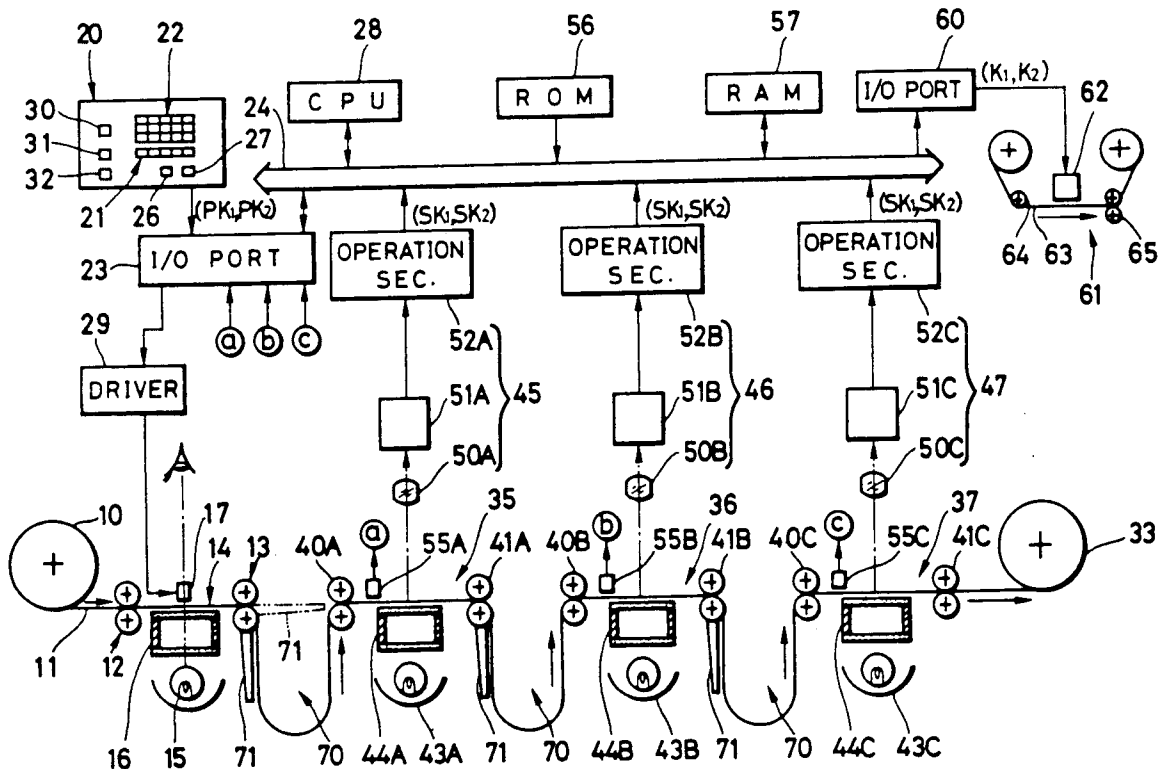 20 22 28 56 57 60
30 24 CPU ROM RAM I/O PORT (K₁,K₂)
31 27 62
32
21 26 (PK₁,PK₂) (SK₁,SK₂) (SK₁,SK₂) (SK₁,SK₂) 64 63 65
23 I/O PORT OPERATION SEC. OPERATION SEC. OPERATION SEC. 61
a b c
29 52A 52B 52C
DRIVER 51A 45 51B 46 51C 47
50A 50B 50C
10 17 14 13 40A a 55A 35 41A 40B b 55B 36 41B 40C c 55C 37 41C 33
71
11 12
16 15 71 70 44A 43A 71 70 44B 43B 71 70 44C 43C